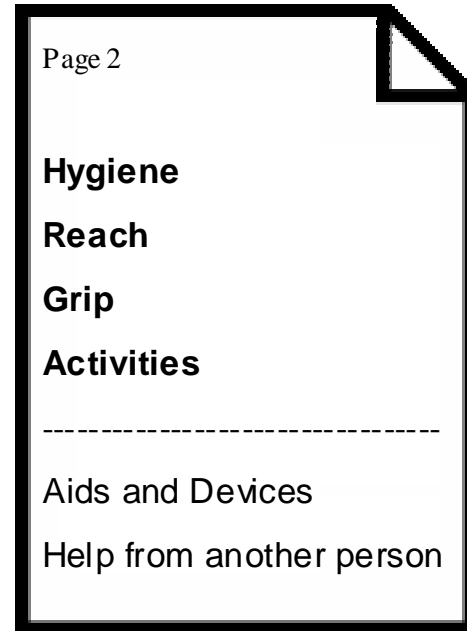 Page 2
Hygiene
Reach
Grip
Activities
-----------------------------------
Aids and Devices
Help from another person